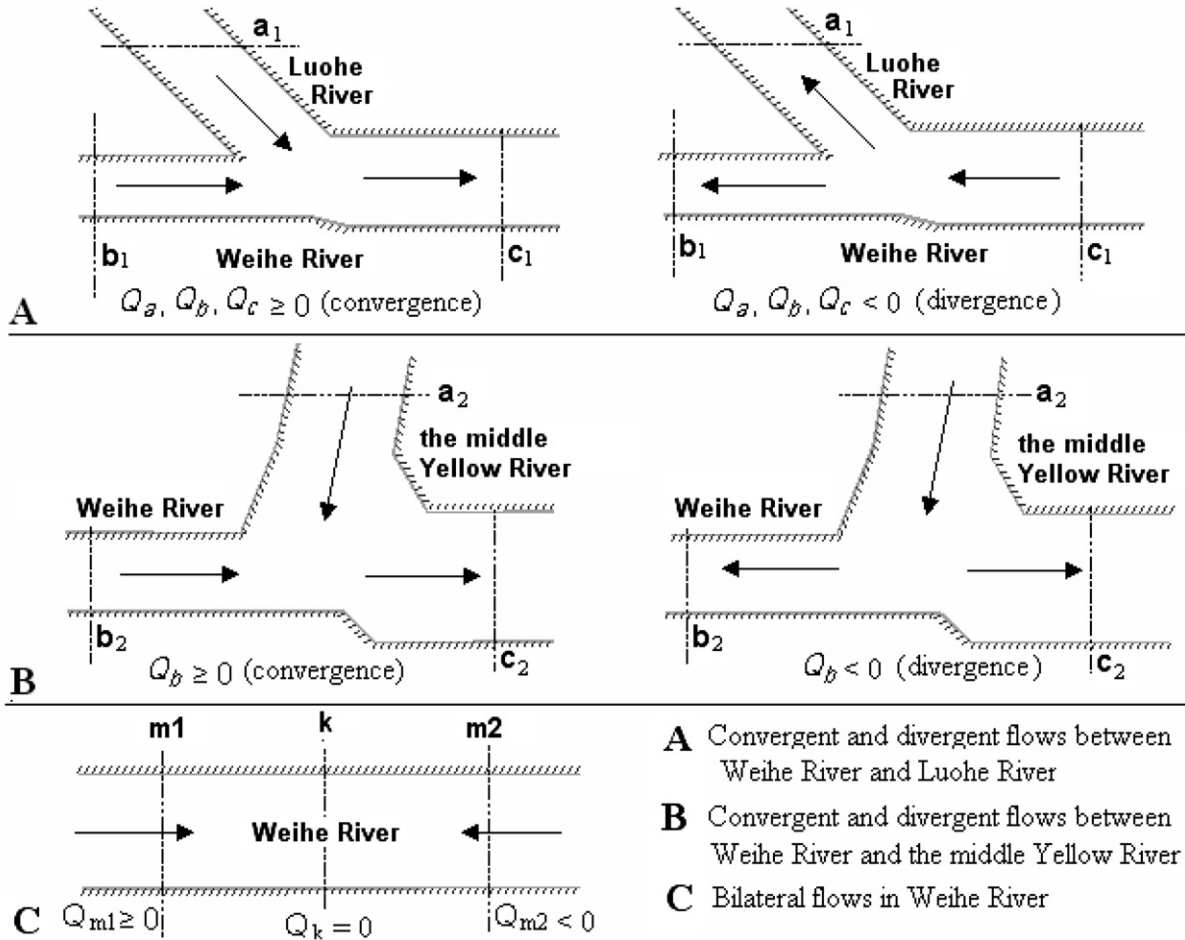 a1
Luohe
River
b1
Weihe River
c1
Qa, Qb, Qc ≥ 0 (convergence)
a1
Luohe
River
b1
Weihe River
c1
Qa, Qb, Qc < 0 (divergence)
A
a2
the middle
Yellow River
Weihe River
b2
c2
Qb ≥ 0 (convergence)
a2
the middle
Yellow River
Weihe River
b2
c2
Qb < 0 (divergence)
B
m1
k
m2
Weihe River
Qm1 ≥ 0
Qk = 0
Qm2 < 0
C
A Convergent and divergent flows between
Weihe River and Luohe River
B Convergent and divergent flows between
Weihe River and the middle Yellow River
C Bilateral flows in Weihe River